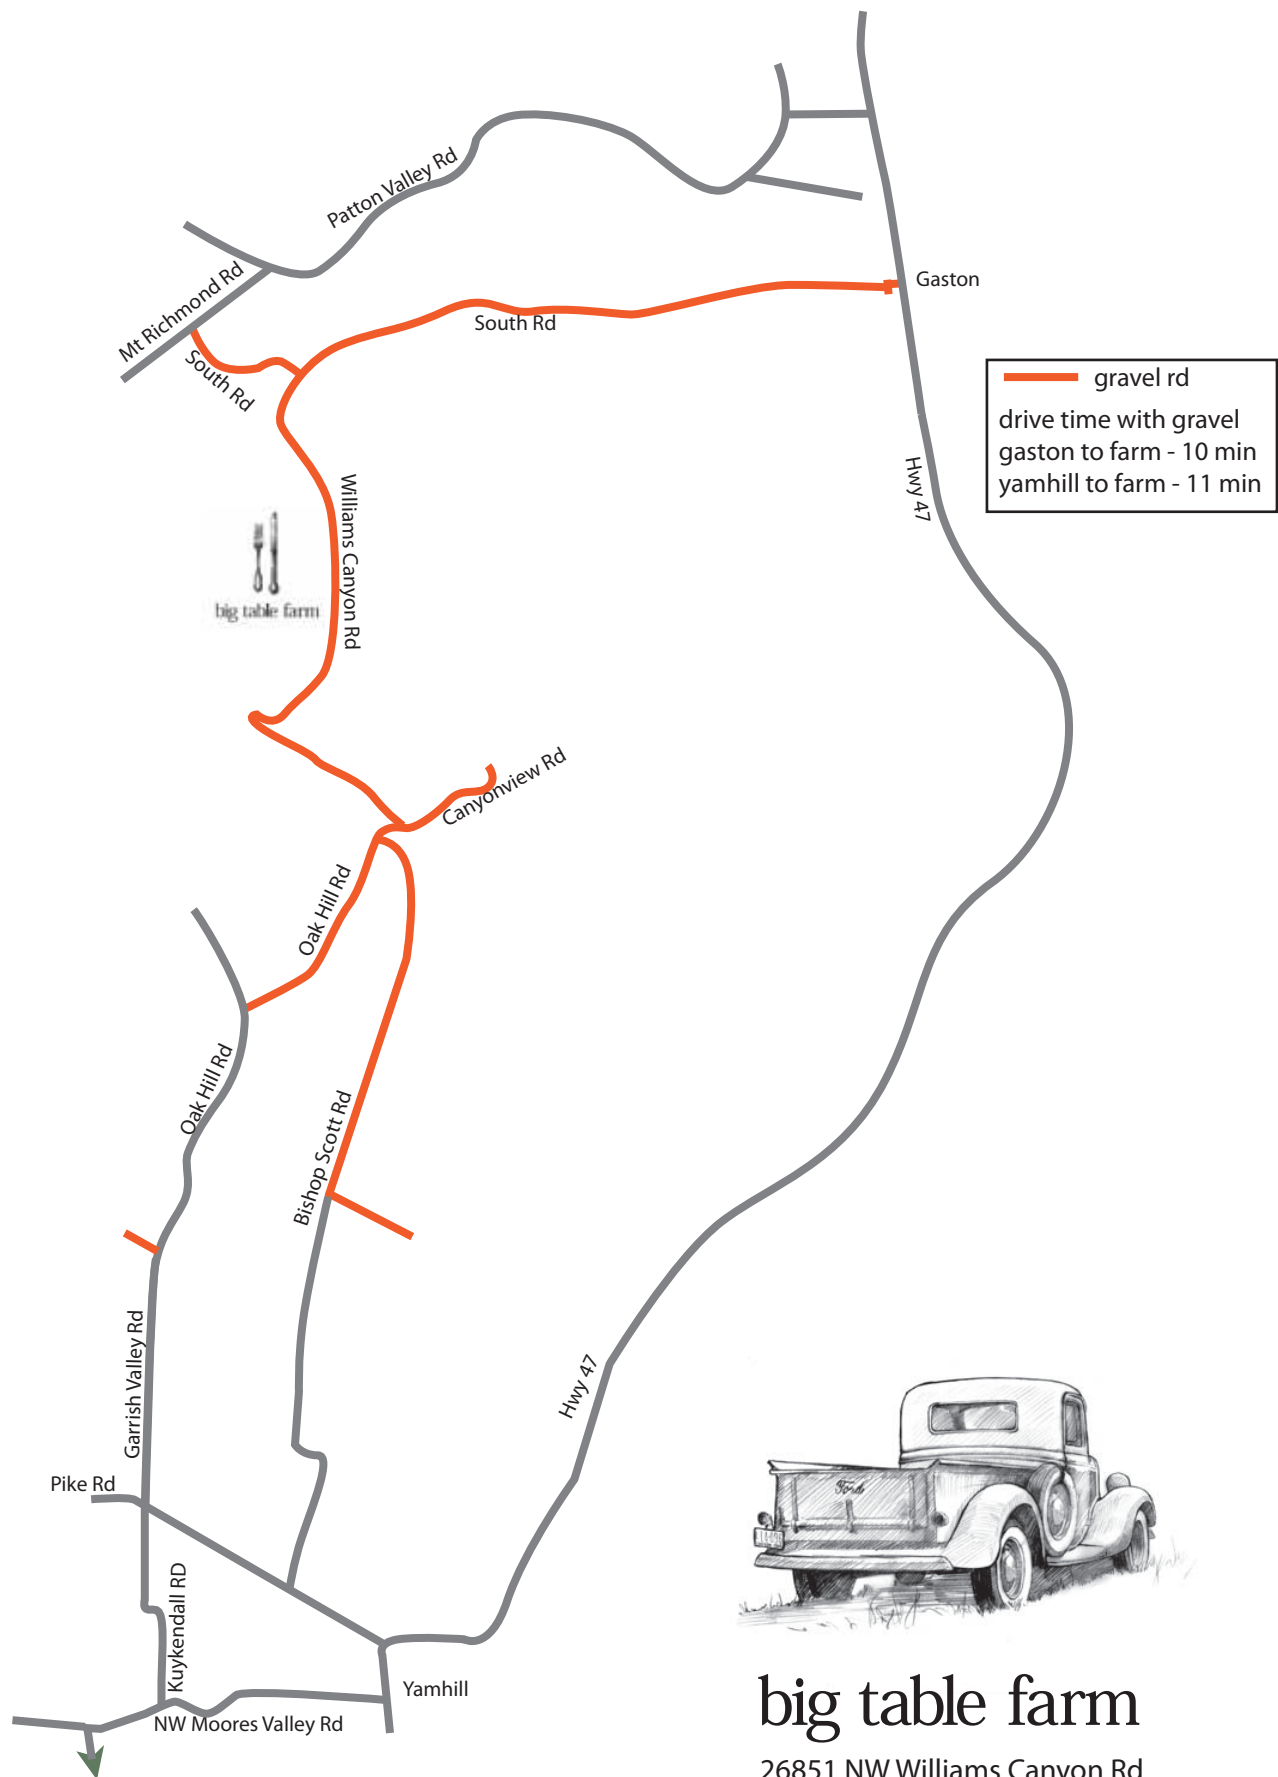 Patton Valley Rd
Mt Richmond Rd
South Rd
South Rd
Gaston
gravel rd
drive time with gravel
gaston to farm - 10 min
yamhill to farm - 11 min
Hwy 47
Williams Canyon Rd
big table farm
Canyonview Rd
Oak Hill Rd
Oak Hill Rd
Bishop Scott Rd
Garrish Valley Rd
Hwy 47
Pike Rd
Kuykendall RD
Yamhill
NW Moores Valley Rd
Ford
big table farm
26851 NW Williams Canyon Rd